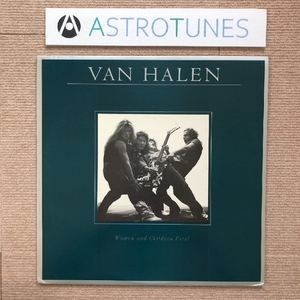 ASTROTUNES
VAN HALEN
Women and Children First